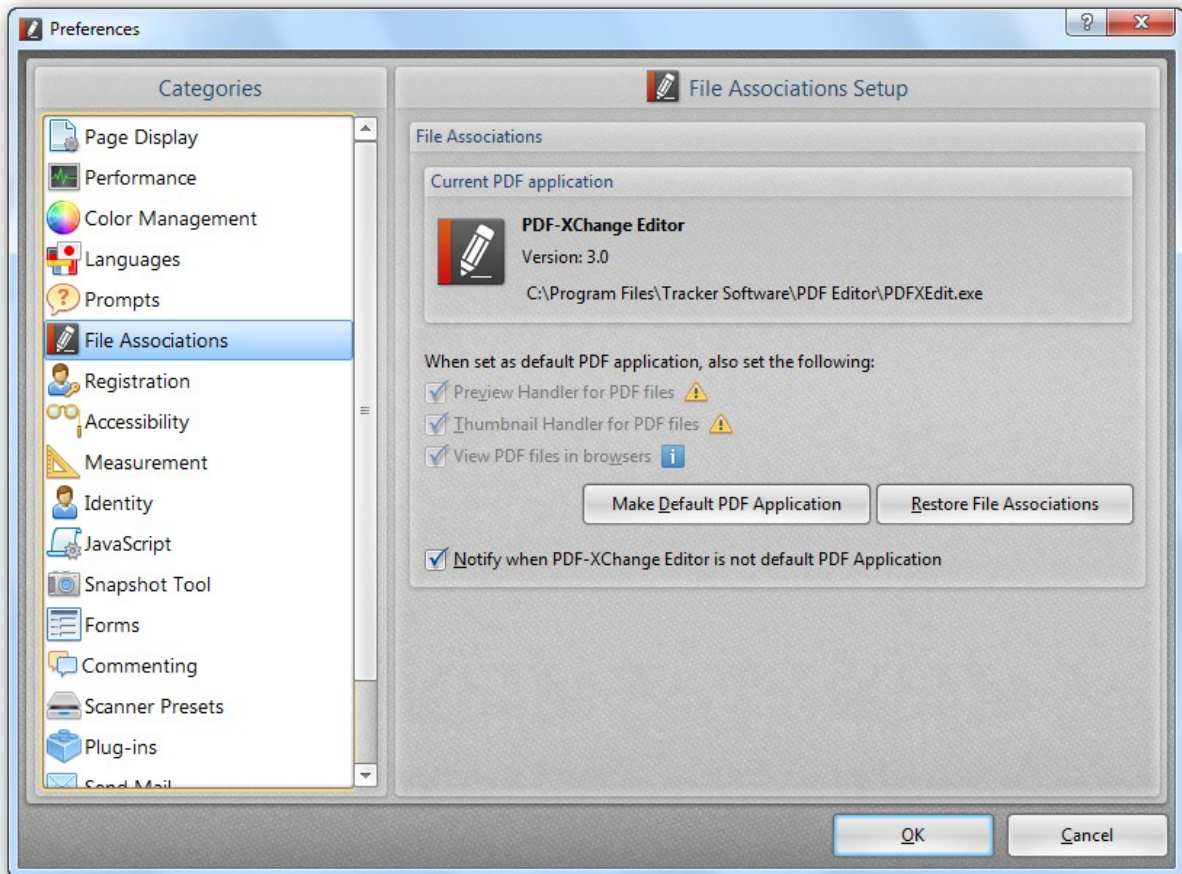 Preferences
Categories
Page Display
Performance
Color Management
Languages
Prompts
File Associations
Registration
Accessibility
Measurement
Identity
JavaScript
Snapshot Tool
Forms
Commenting
Scanner Presets
Plug-ins
Send Mail
File Associations Setup
File Associations
Current PDF application
PDF-XChange Editor
Version: 3.0
C:\Program Files\Tracker Software\PDF Editor\PDFXEdit.exe
When set as default PDF application, also set the following:
Preview Handler for PDF files
Thumbnail Handler for PDF files
View PDF files in browsers
Make Default PDF Application Restore File Associations
Notify when PDF-XChange Editor is not default PDF Application
OK Cancel